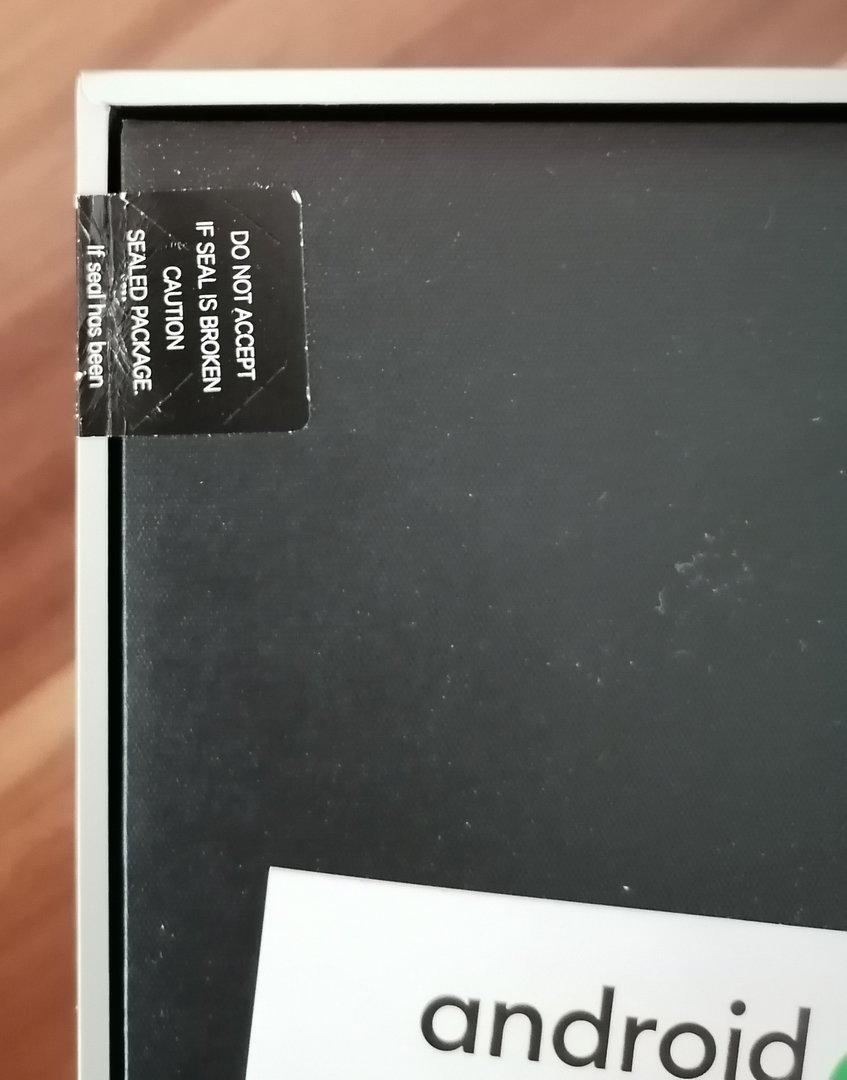 DO NOT ACCEPT
IF SEAL IS BROKEN
CAUTION
SEALED PACKAGE.
If seal has been
android